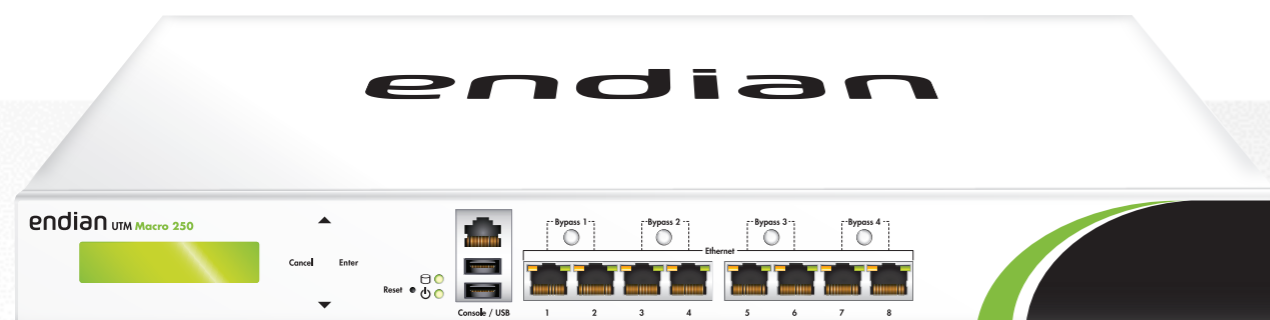 endian
endian UTM Macro 250
Cancel Enter
Reset
Console / USB
Bypass 1 Bypass 2 Bypass 3 Bypass 4
Ethernet
1 2 3 4 5 6 7 8